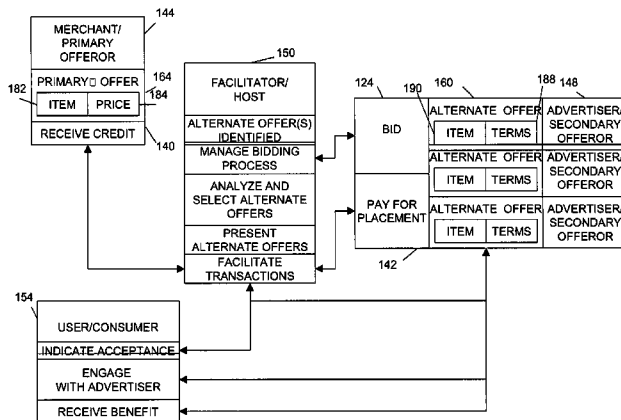 144
MERCHANT/
PRIMARY
OFFEROR
164
PRIMARY□ OFFER
184
182
ITEM PRICE
RECEIVE CREDIT
140
150
FACILITATOR/
HOST
ALTERNATE OFFER(S)
IDENTIFIED
MANAGE BIDDING
PROCESS
ANALYZE AND
SELECT ALTERNATE
OFFERS
PRESENT
ALTERNATE OFFERS
FACILITATE
TRANSACTIONS
124
190
160
188
148
BID
PAY FOR
PLACEMENT
ALTERNATE OFFER
ITEM TERMS
ADVERTISER/
SECONDARY
OFFEROR
ALTERNATE OFFER
ITEM TERMS
ADVERTISER/
SECONDARY
OFFEROR
ALTERNATE OFFER
ITEM TERMS
ADVERTISER/
SECONDARY
OFFEROR
142
154
USER/CONSUMER
INDICATE ACCEPTANCE
ENGAGE
WITH ADVERTISER
RECEIVE BENEFIT